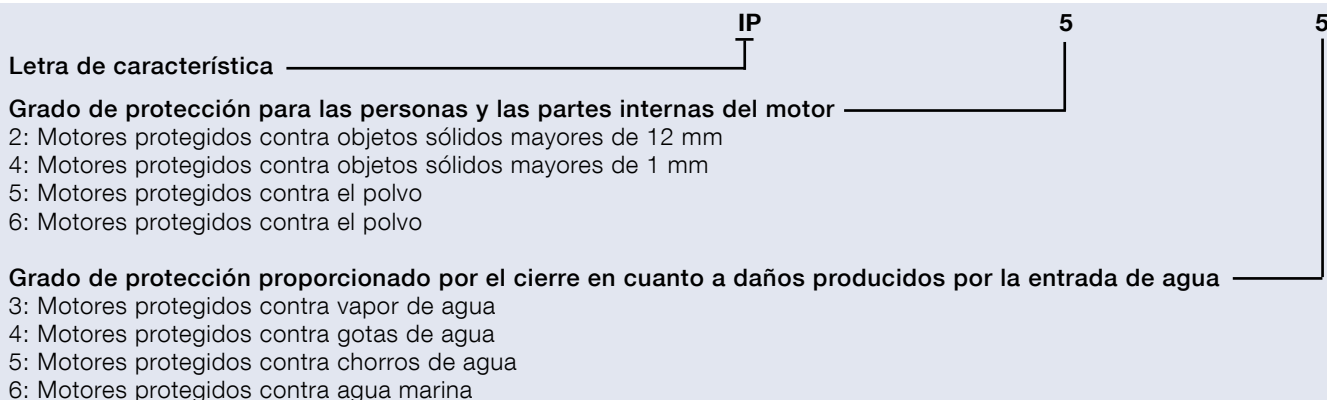 IP 5 5
Letra de característica
Grado de protección para las personas y las partes internas del motor
2: Motores protegidos contra objetos sólidos mayores de 12 mm
4: Motores protegidos contra objetos sólidos mayores de 1 mm
5: Motores protegidos contra el polvo
6: Motores protegidos contra el polvo
Grado de protección proporcionado por el cierre en cuanto a daños producidos por la entrada de agua
3: Motores protegidos contra vapor de agua
4: Motores protegidos contra gotas de agua
5: Motores protegidos contra chorros de agua
6: Motores protegidos contra agua marina